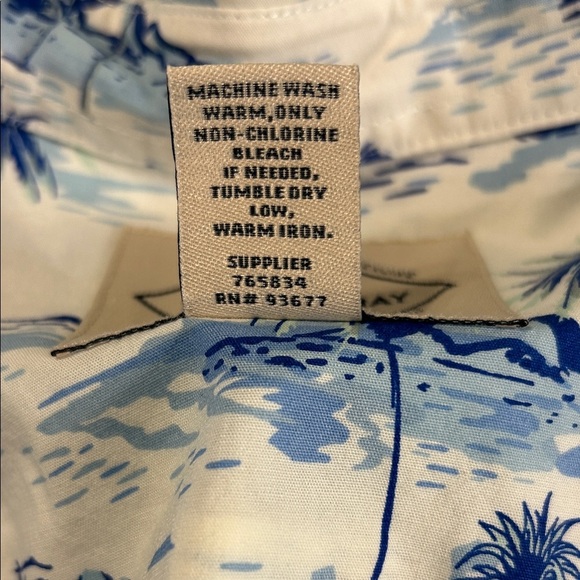 MACHINE WASH
WARM, ONLY
NON-CHLORINE
BLEACH
IF NEEDED,
TUMBLE DRY
LOW,
WARM IRON.
SUPPLIER
765834
RN# 93677